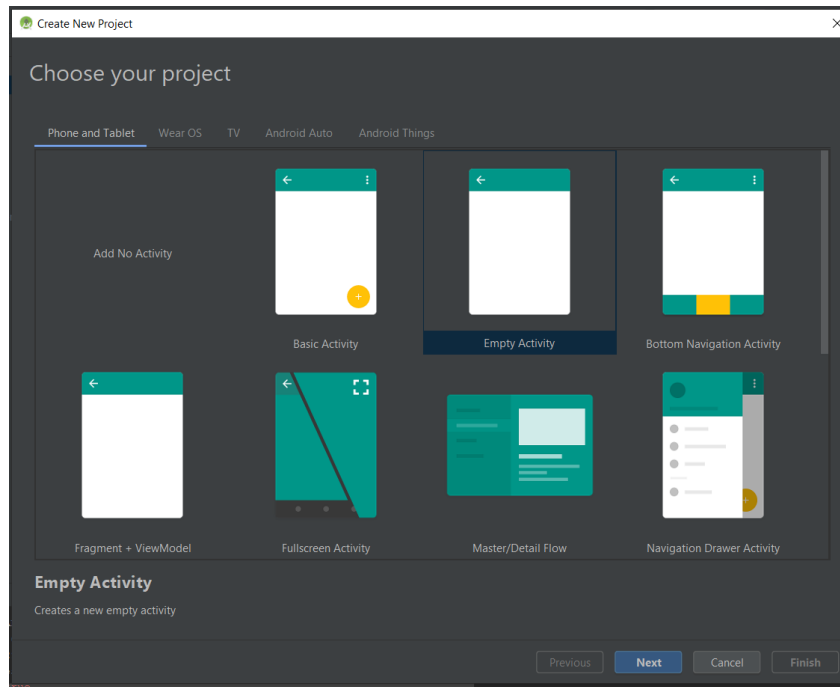 Create New Project
Choose your project
Phone and Tablet Wear OS TV Android Auto Android Things
Add No Activity
Basic Activity
Empty Activity
Bottom Navigation Activity
Fragment + ViewModel
Fullscreen Activity
Master/Detail Flow
Navigation Drawer Activity
Empty Activity
Creates a new empty activity
Previous Next Cancel Finish